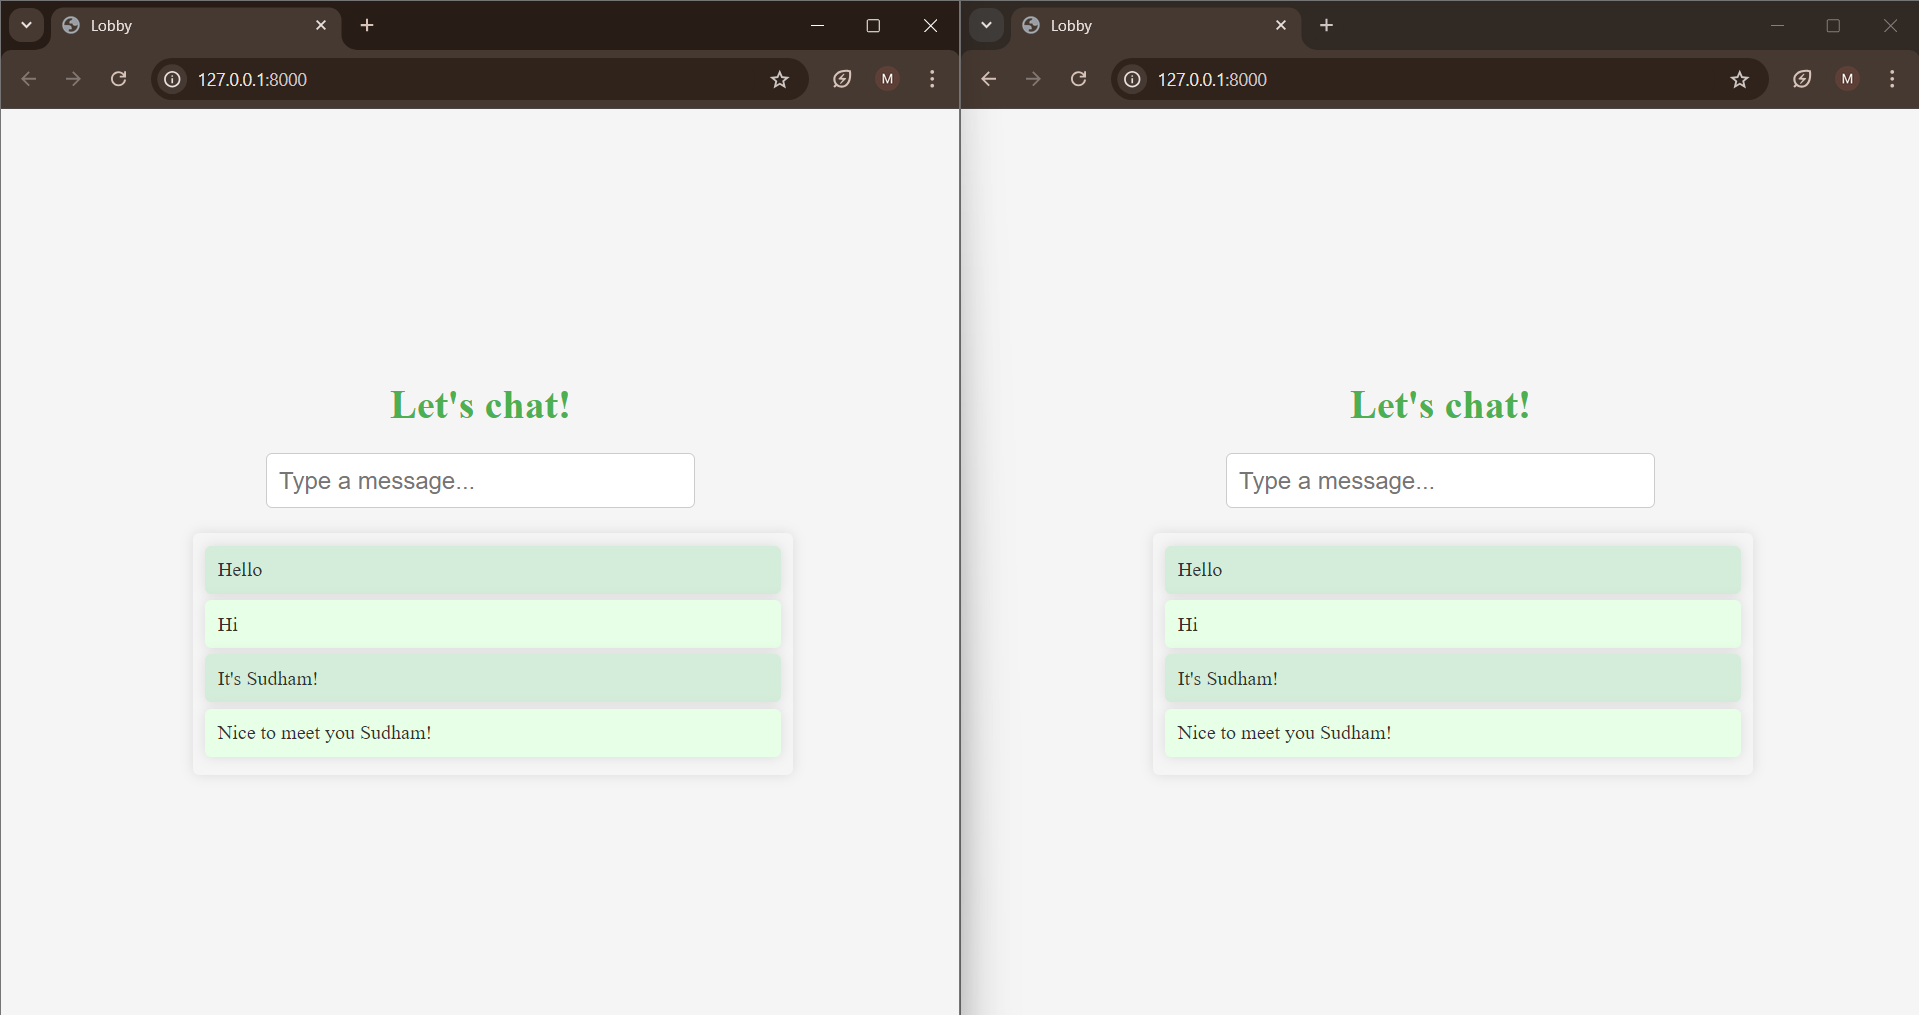 Lobby
127.0.0.1:8000
M
Let's chat!
Type a message...
Hello
Hi
It's Sudham!
Nice to meet you Sudham!
Lobby
127.0.0.1:8000
M
Let's chat!
Type a message...
Hello
Hi
It's Sudham!
Nice to meet you Sudham!